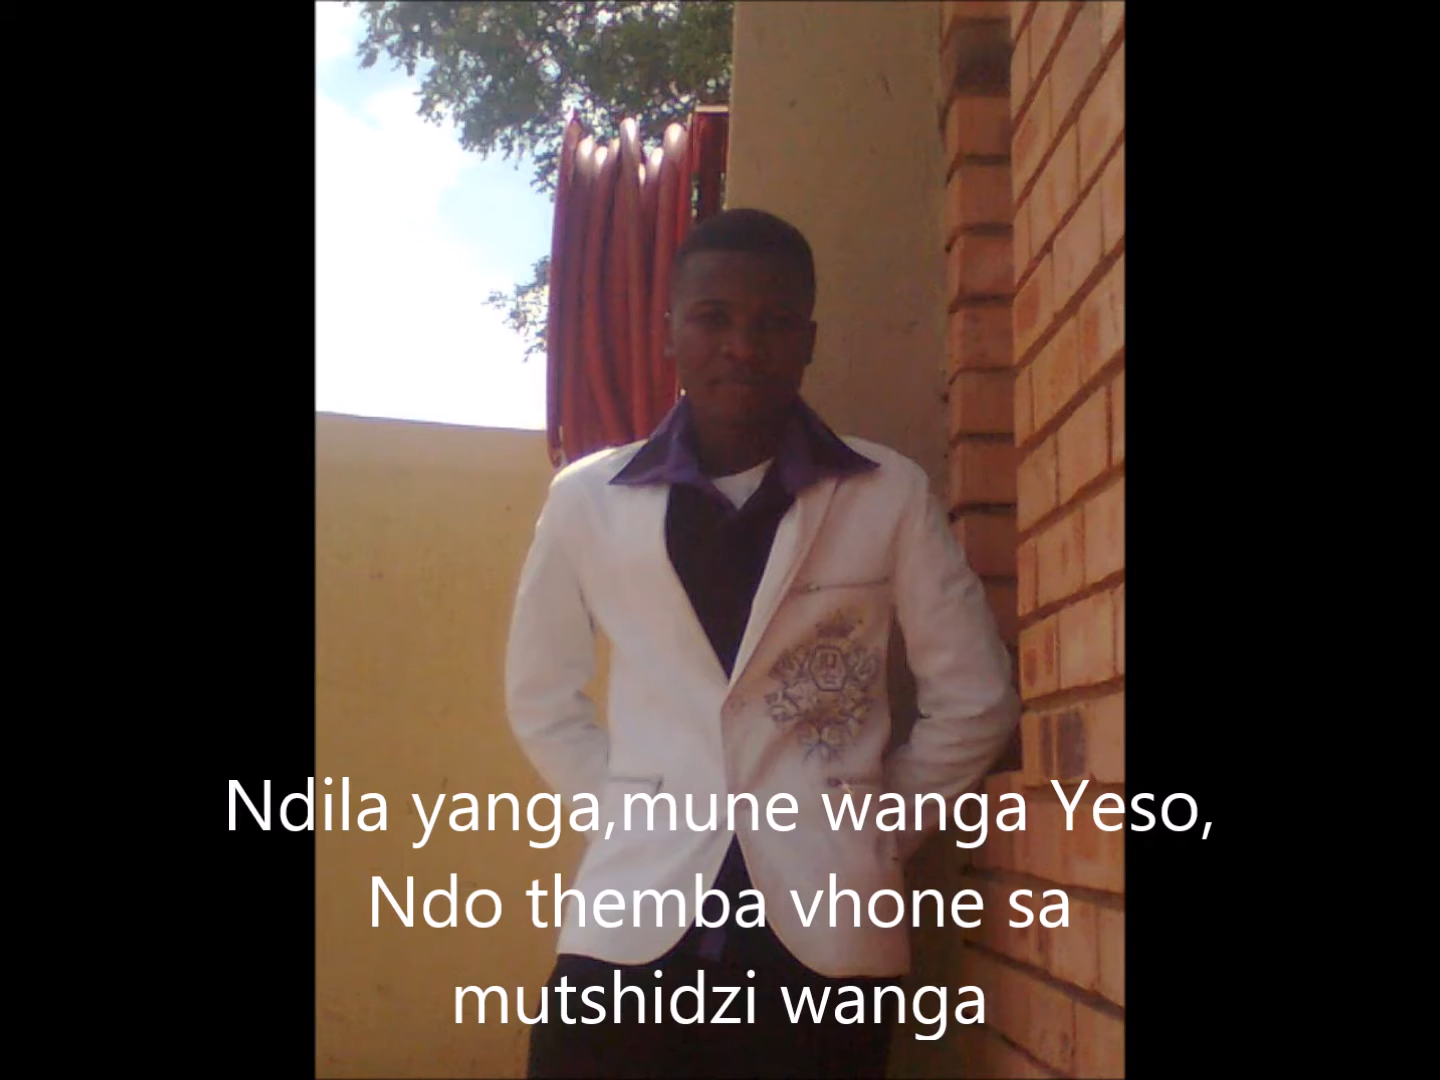 Ndila yanga,mune wanga Yeso,
Ndo themba vhone sa
mutshidzi wanga